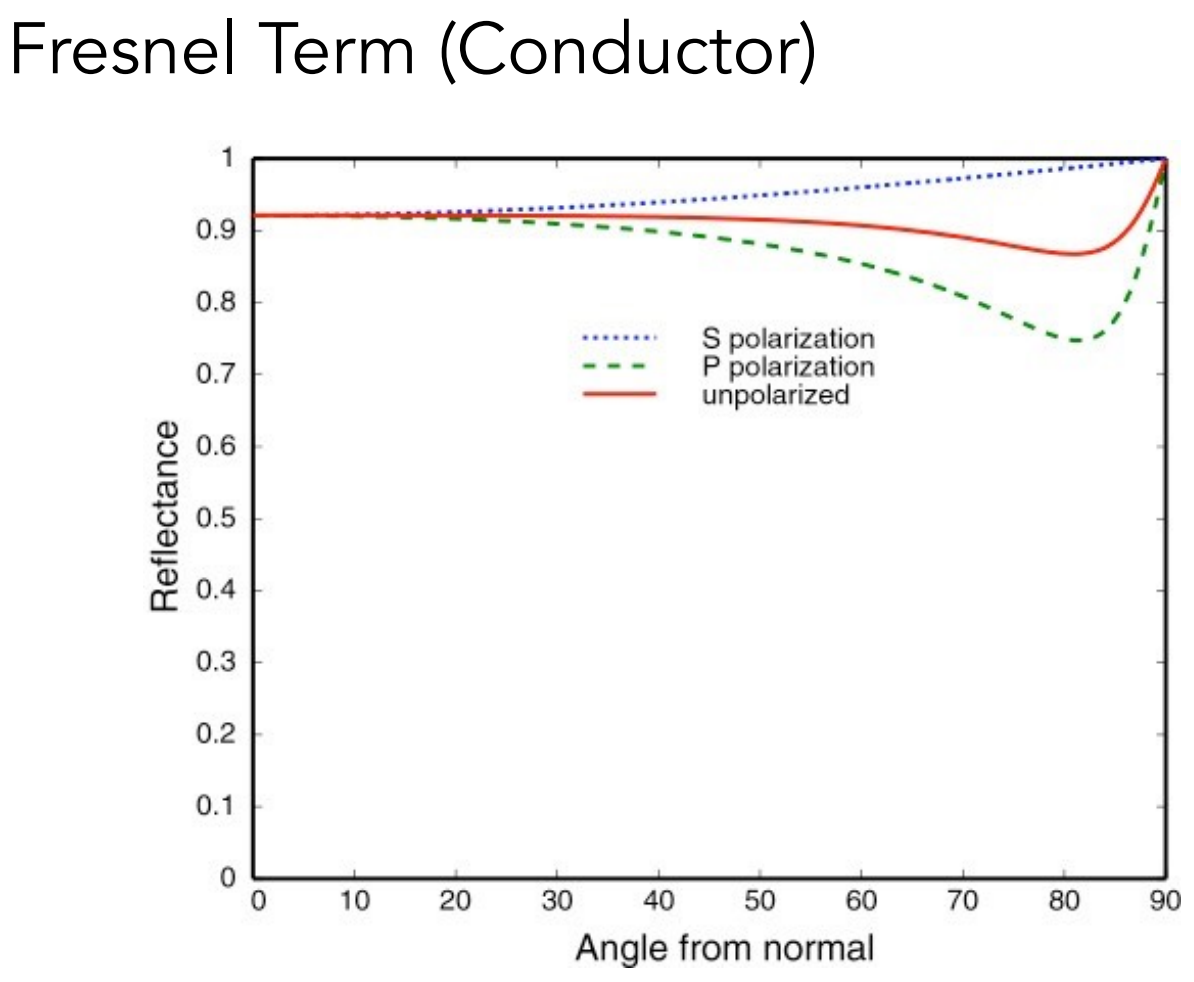 Fresnel Term (Conductor)
1
0.9
0.8
0.7
0.6
0.5
0.4
0.3
0.2
0.1
0
Reflectance
S polarization
P polarization
unpolarized
0 10 20 30 40 50 60 70 80 90
Angle from normal